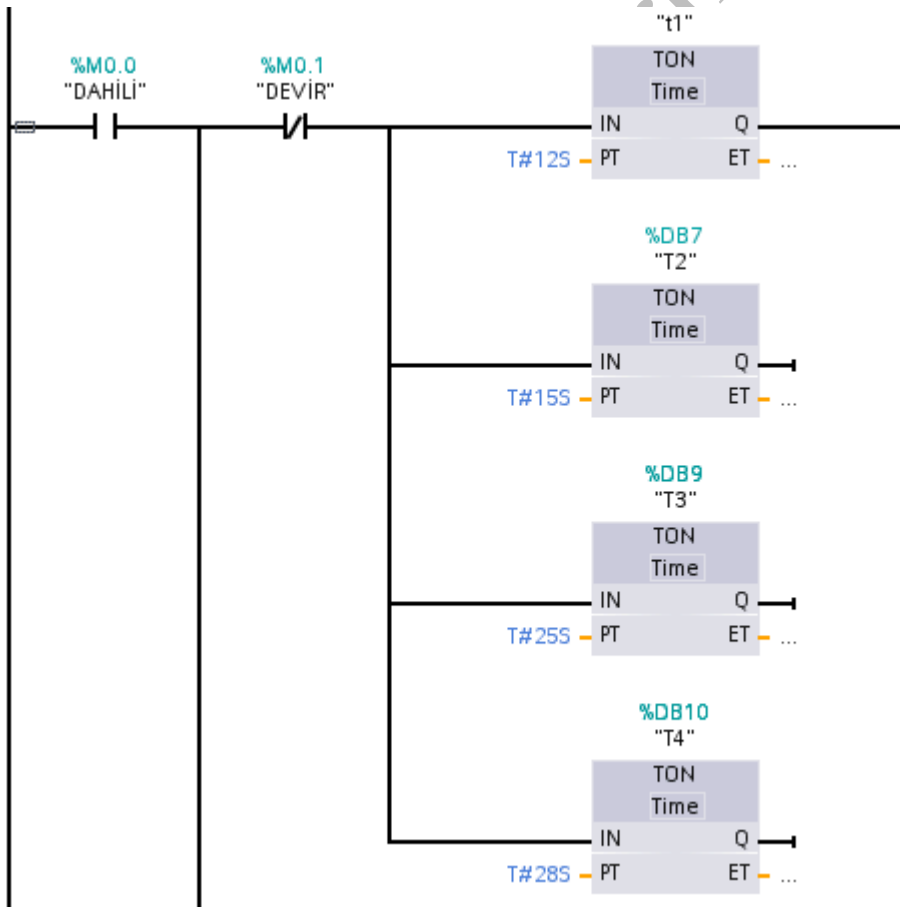 "t1"
%M0.0
"DAHİLİ"
%M0.1
"DEVİR"
TON
Time
IN Q
T#12S PT ET ...
%DB7
"T2"
TON
Time
IN Q
T#15S PT ET ...
%DB9
"T3"
TON
Time
IN Q
T#25S PT ET ...
%DB10
"T4"
TON
Time
IN Q
T#28S PT ET ...